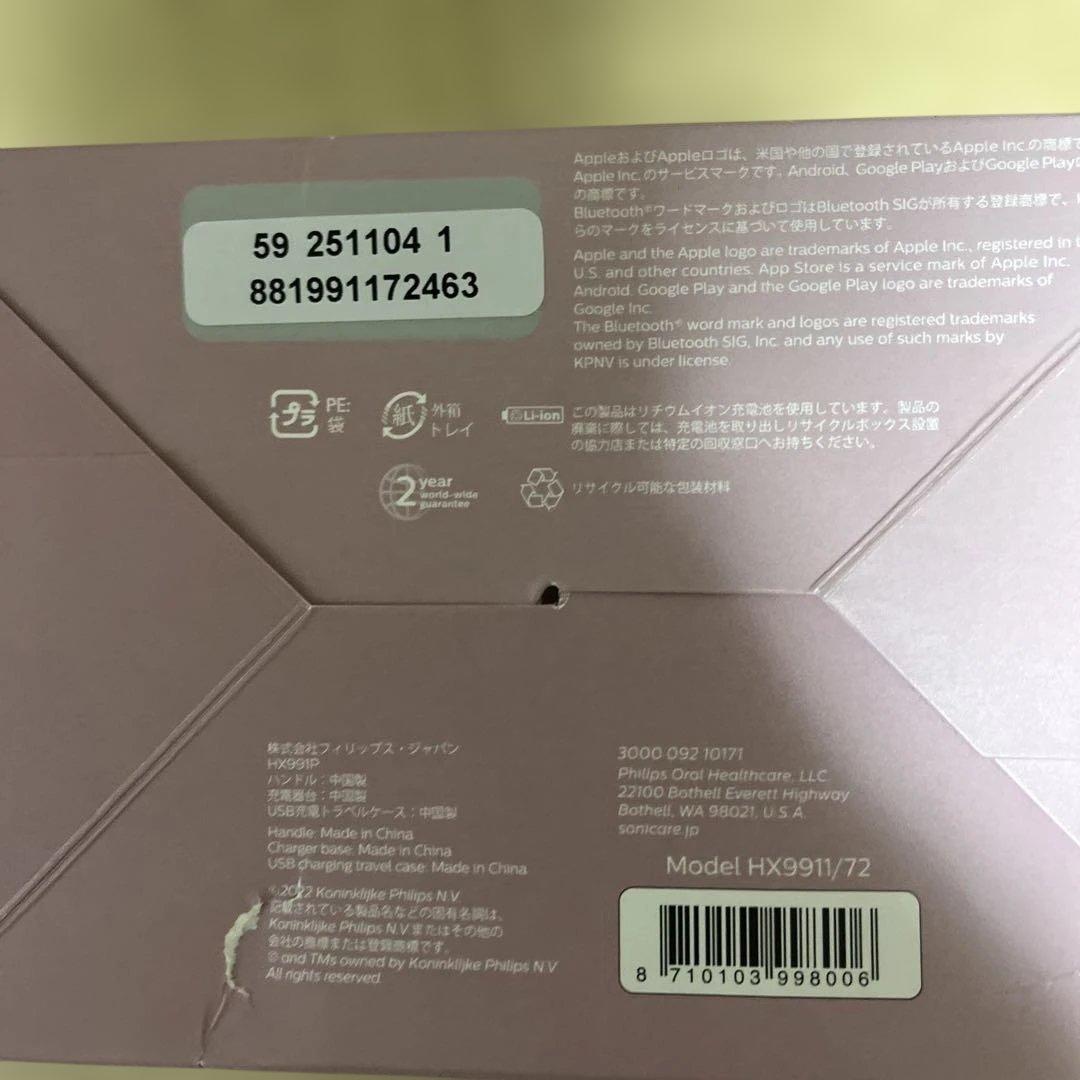 59 251104 1
881991172463
AppleおよびAppleロゴは、米国や他の国で登録されているApple Inc.の商標で
Apple Inc.のサービスマークです。Android、Google PlayおよびGoogle Playロ
の商標です。
Bluetooth®ワードマークおよびロゴはBluetooth SIGが所有する登録商標で、
らのマークをライセンスに基づいて使用しています。
Apple and the Apple logo are trademarks of Apple Inc., registered in t
U.S. and other countries. App Store is a service mark of Apple Inc.
Android. Google Play and the Google Play logo are trademarks of
Google Inc.
The Bluetooth® word mark and logos are registered trademarks
owned by Bluetooth SIG, Inc. and any use of such marks by
KPNV is under license.
プラ
PE:
袋
紙
外箱
トレイ
Li-ion
この製品はリチウムイオン充電池を使用しています。製品の
廃棄に際しては、充電池を取り出しリサイクルボックス設置
の協力店または特定の回収窓口へお持ちください。
2 year
world-wide
guarantee
リサイクル可能な包装材料
株式会社フィリップス・ジャパン
HX991P
ハンドル：中国製
充電器台：中国製
USB充電トラベルケース：中国製
Handle: Made in China
Charger base: Made in China
USB charging travel case: Made in China
©2022 Koninklijke Philips N.V.
記載されている製品名などの固有名詞は、
Koninklijke Philips N.V.またはその他の
会社の商標または登録商標です。
© and TMs owned by Koninklijke Philips N.V
All rights reserved.
3000 092 10171
Philips Oral Healthcare, LLC.
22100 Bothell Everett Highway
Bothell, WA 98021, U.S.A.
sonicare.jp
Model HX9911/72
8 710103 998006